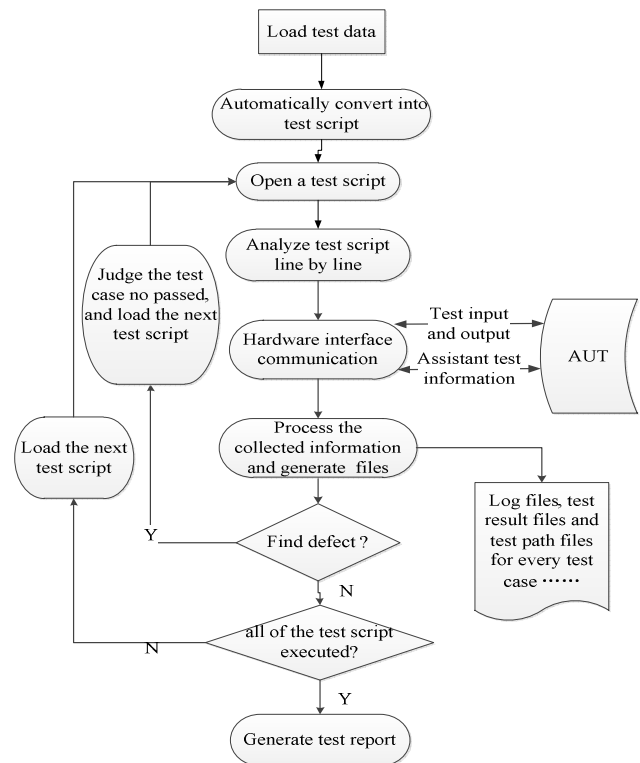 Load test data
Automatically convert into
test script
Open a test script
Analyze test script
line by line
Judge the test
case no passed,
and load the next
test script
Hardware interface
communication
Test input
and output
Assistant test
information
AUT
Process the
collected information
and generate files
Load the next
test script
Log files, test
result files and
test path files
for every test
case ……
Find defect ?
Y
N
all of the test script
executed?
N
Y
Generate test report